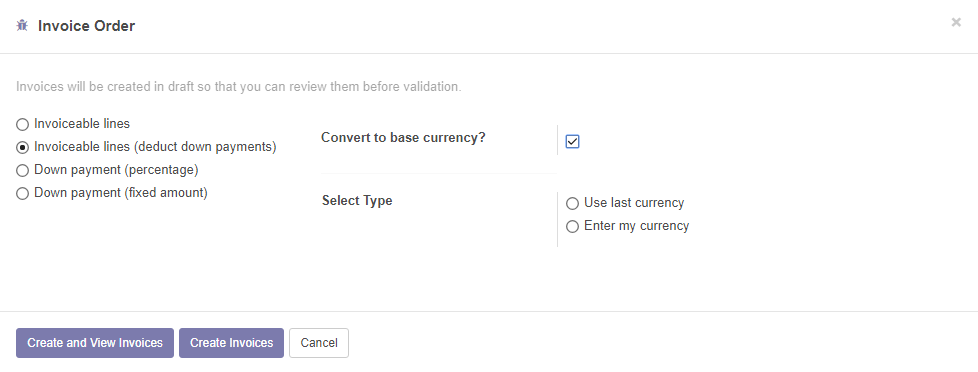 Invoice Order
Invoices will be created in draft so that you can review them before validation.
Invoiceable lines
Invoiceable lines (deduct down payments)
Down payment (percentage)
Down payment (fixed amount)
Convert to base currency?
Select Type
Use last currency
Enter my currency
Create and View Invoices
Create Invoices
Cancel